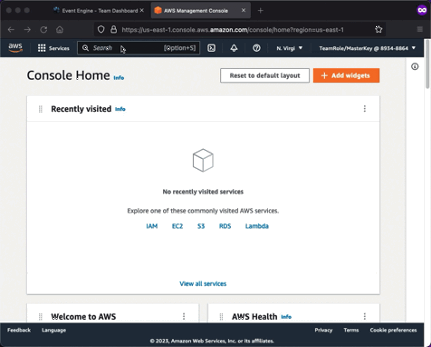 Event Engine - Team Dashboard
AWS Management Console
https://us-east-1.console.aws.amazon.com/console/home?region=us-east-1
aws
Services
Search
[Option+S]
N. Virgi
TeamRole/MasterKey @ 8934-8864
Console Home
Info
Reset to default layout
+ Add widgets
Recently visited
Info
No recently visited services
Explore one of these commonly visited AWS services.
IAM
EC2
S3
RDS
Lambda
View all services
Welcome to AWS
AWS Health
Info
Feedback
Language
Privacy
Terms
Cookie preferences
© 2023, Amazon Web Services, Inc. or its affiliates.